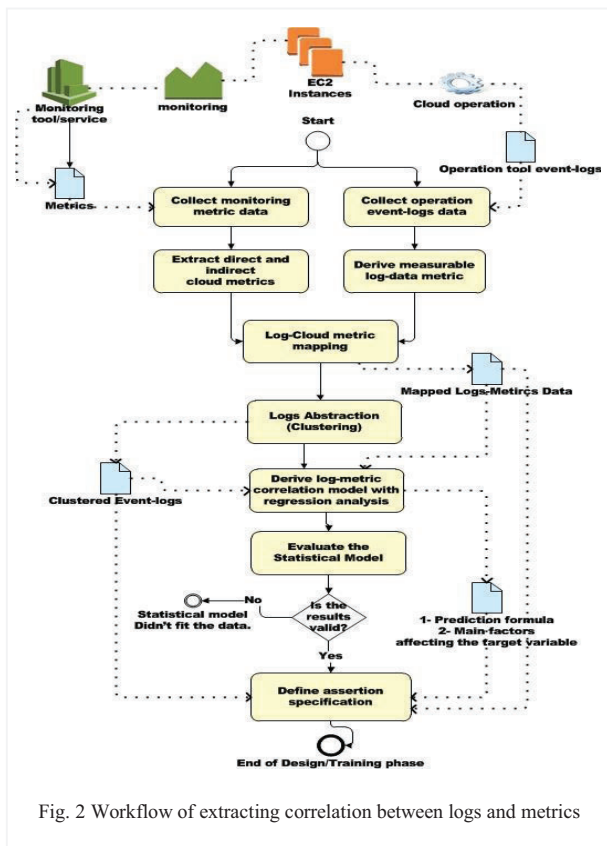 EC2
Instances
Monitoring
tool/service
monitoring
Cloud operation
Start
Operation tool event-logs
Metrics
Collect monitoring
metric data
Collect operation
event-logs data
Extract direct and
indirect
cloud metrics
Derive measurable
log-data metric
Log-Cloud metric
mapping
Mapped Logs-Metircs Data
Logs Abstraction
(Clustering)
Clustered Event-logs
Derive log-metric
correlation model with
regression analysis
Evaluate the
Statistical Model
No
Is the
results
valid?
Statistical model
Didn't fit the data.
1- Prediction formula
2- Main-factors
affecting the target variable
Yes
Define assertion
specification
End of Design/Training phase
Fig. 2 Workflow of extracting correlation between logs and metrics